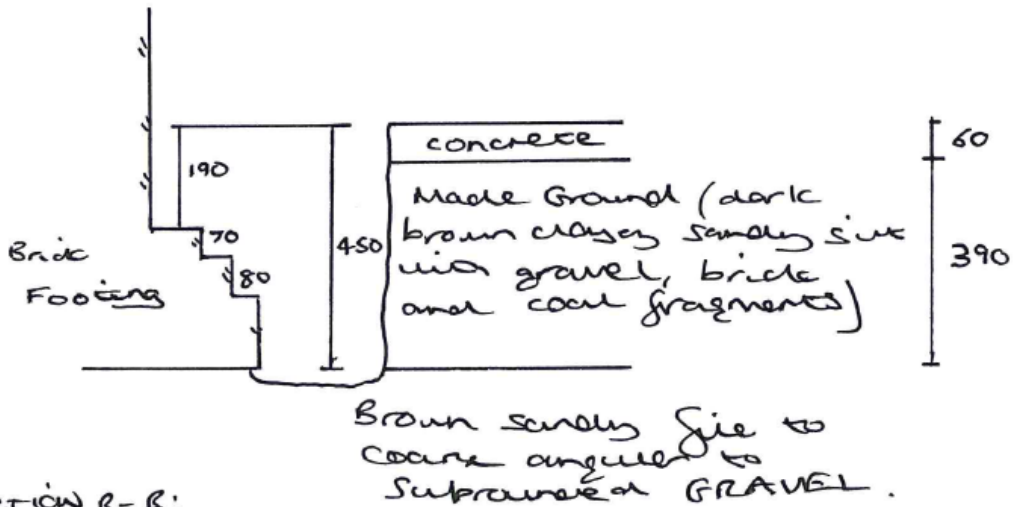 concrete
60
190
Made Ground (dark
brown clayey sandy silt
with gravel, brick
and coal fragments)
70
450
390
Brick
Footing
80
Brown sandy fine to
coarse angular to
subrounded GRAVEL.